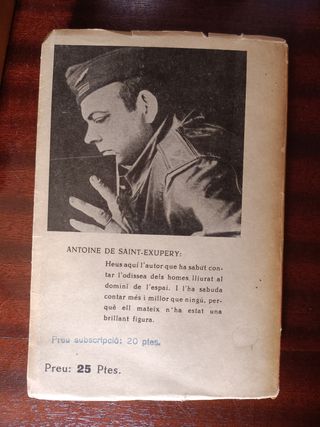 ANTOINE DE SAINT-EXUPERY:
Heus aquí l'autor que ha sabut con-
tar l'odissea dels homes, lliurat al
domini de l'espai. I l'ha sabuda
contar més i millor que ningú, per-
què ell mateix n'ha estat una
brillant figura.
Preu subscripció: 20 ptes.
Preu: 25 Ptes.